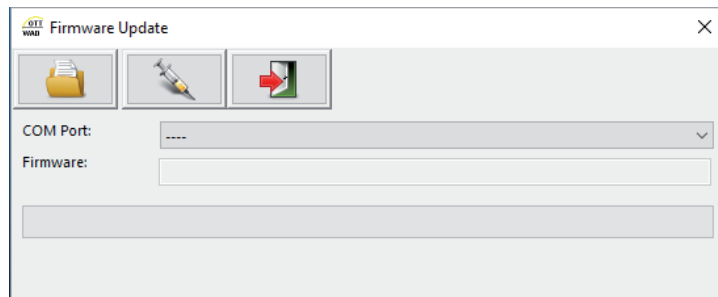 OTT
WAD
Firmware Update
COM Port:
----
Firmware: